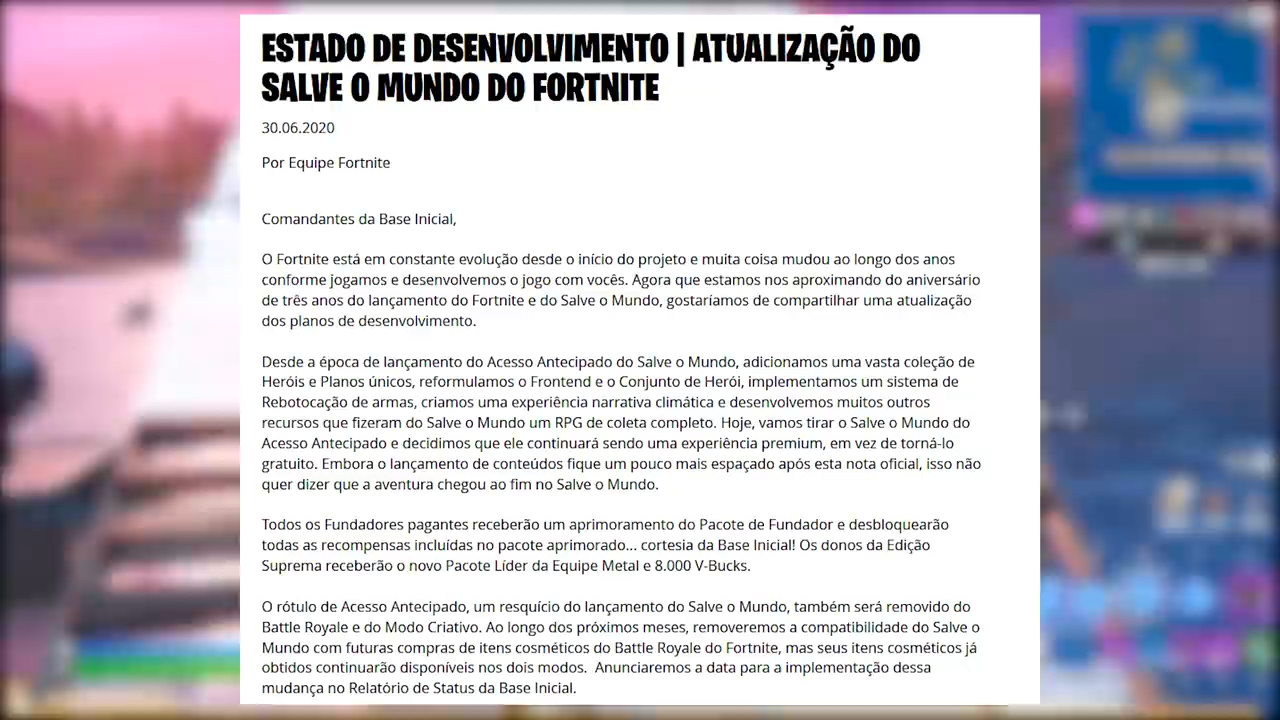 ESTADO DE DESENVOLVIMENTO | ATUALIZAÇÃO DO
SALVE O MUNDO DO FORTNITE
30.06.2020
Por Equipe Fortnite
Comandantes da Base Inicial,
O Fortnite está em constante evolução desde o início do projeto e muita coisa mudou ao longo dos anos
conforme jogamos e desenvolvemos o jogo com vocês. Agora que estamos nos aproximando do aniversário
de três anos do lançamento do Fortnite e do Salve o Mundo, gostaríamos de compartilhar uma atualização
dos planos de desenvolvimento.
Desde a época de lançamento do Acesso Antecipado do Salve o Mundo, adicionamos uma vasta coleção de
Heróis e Planos únicos, reformulamos o Frontend e o Conjunto de Herói, implementamos um sistema de
Rebotocação de armas, criamos uma experiência narrativa climática e desenvolvemos muitos outros
recursos que fizeram do Salve o Mundo um RPG de coleta completo. Hoje, vamos tirar o Salve o Mundo do
Acesso Antecipado e decidimos que ele continuará sendo uma experiência premium, em vez de torná-lo
gratuito. Embora o lançamento de conteúdos fique um pouco mais espaçado após esta nota oficial, isso não
quer dizer que a aventura chegou ao fim no Salve o Mundo.
Todos os Fundadores pagantes receberão um aprimoramento do Pacote de Fundador e desbloquearão
todas as recompensas incluídas no pacote aprimorado... cortesia da Base Inicial! Os donos da Edição
Suprema receberão o novo Pacote Líder da Equipe Metal e 8.000 V-Bucks.
O rótulo de Acesso Antecipado, um resquício do lançamento do Salve o Mundo, também será removido do
Battle Royale e do Modo Criativo. Ao longo dos próximos meses, removeremos a compatibilidade do Salve o
Mundo com futuras compras de itens cosméticos do Battle Royale do Fortnite, mas seus itens cosméticos já
obtidos continuarão disponíveis nos dois modos.  Anunciaremos a data para a implementação dessa
mudança no Relatório de Status da Base Inicial.